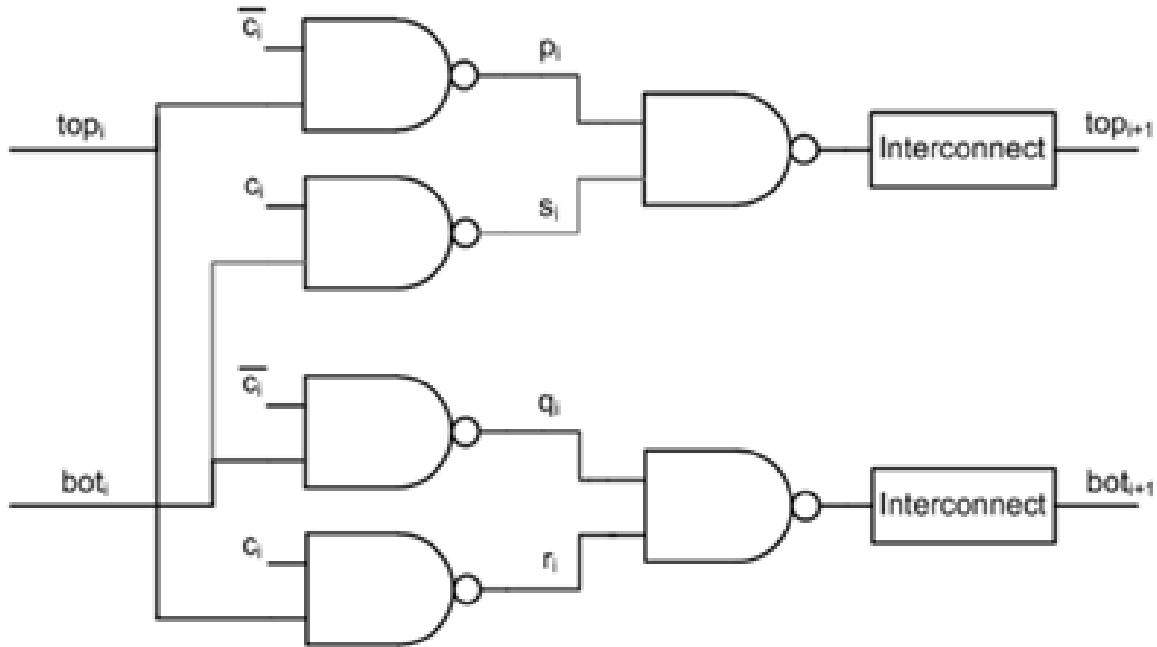 c̅ᵢ
pᵢ
topᵢ
Interconnect
topᵢ₊₁
cᵢ
sᵢ
c̅ᵢ
qᵢ
botᵢ
Interconnect
botᵢ₊₁
cᵢ
rᵢ